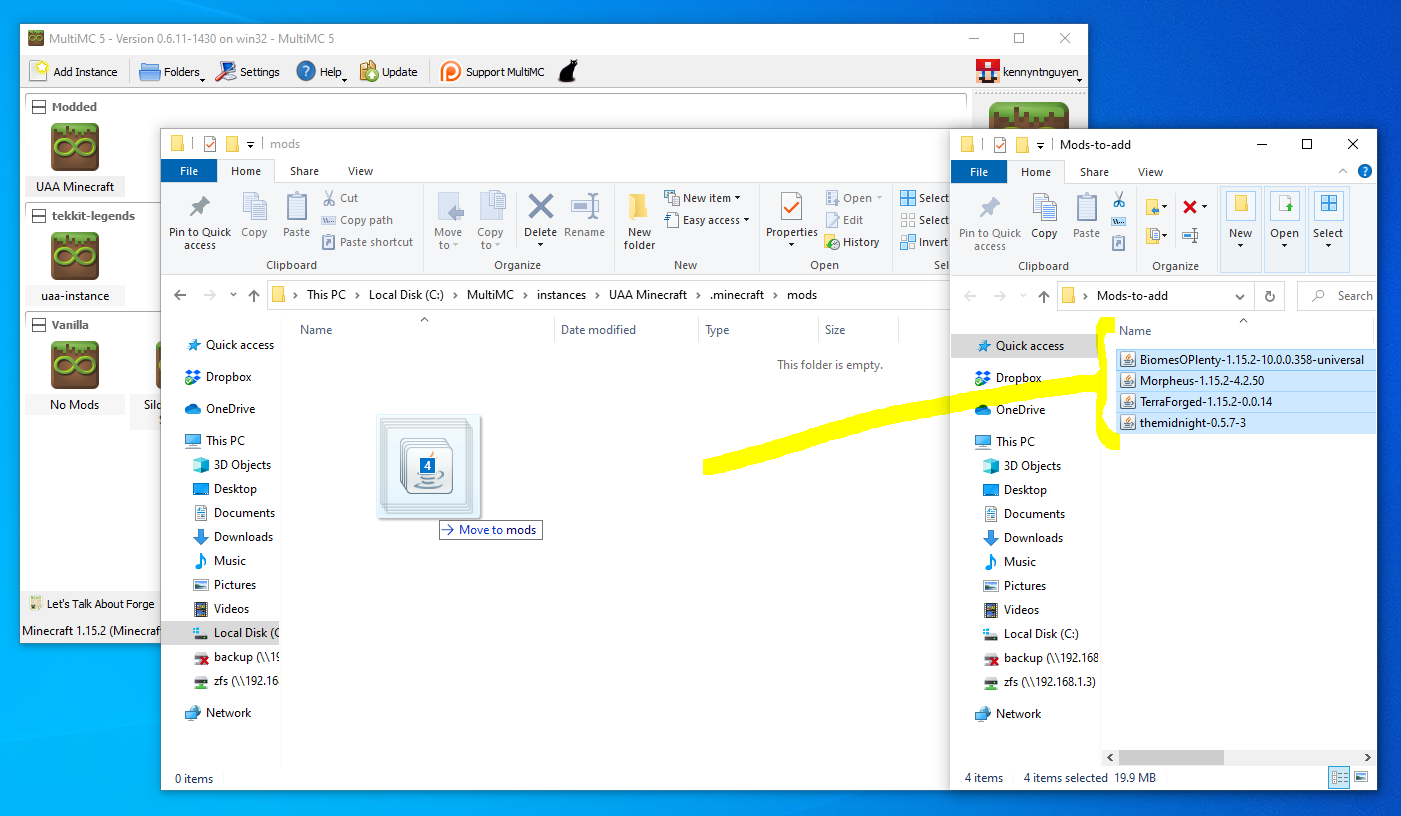 MultiMC 5 - Version 0.6.11-1430 on win32 - MultiMC 5
Add Instance Folders Settings Help Update Support MultiMC kennyntnguyen
Modded
UAA Minecraft
tekkit-legends
uaa-instance
Vanilla
No Mods
Let's Talk About Forge
Minecraft 1.15.2 (Minecraf
mods
File Home Share View
Pin to Quick access
Copy
Paste
Cut
Copy path
Paste shortcut
Clipboard
Move to
Copy to
Delete
Rename
Organize
New folder
New item
Easy access
New
Properties
Open
Edit
History
Open
Select
Select
Invert
Sel
This PC > Local Disk (C:) > MultiMC > instances > UAA Minecraft > .minecraft > mods
Name Date modified Type Size
This folder is empty.
Quick access
Dropbox
OneDrive
This PC
3D Objects
Desktop
Documents
Downloads
Music
Pictures
Videos
Local Disk (C
backup (\\19
zfs (\\192.16
Network
4
Move to mods
0 items
Mods-to-add
File Home Share View
Pin to Quick access
Copy
Paste
Clipboard
Organize
New
Open
Select
Mods-to-add
Search
Name
BiomesOPlenty-1.15.2-10.0.0.358-universal
Morpheus-1.15.2-4.2.50
TerraForged-1.15.2-0.0.14
themidnight-0.5.7-3
Quick access
Dropbox
OneDrive
This PC
3D Objects
Desktop
Documents
Downloads
Music
Pictures
Videos
Local Disk (C:)
backup (\\192.168
zfs (\\192.168.1.3)
Network
4 items 4 items selected 19.9 MB